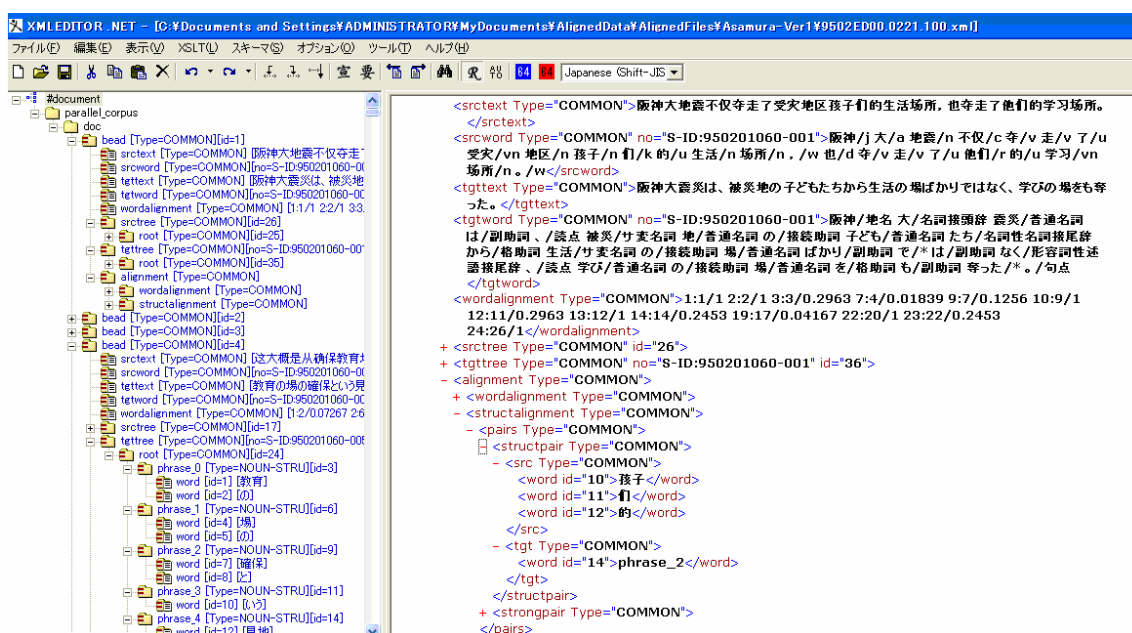 XMLEDITOR .NET - [C:¥Documents and Settings¥ADMINISTRATOR¥MyDocuments¥AlignedData¥AlignedFiles¥Asamura-Ver1¥9502ED00.0221.100.xml]
ファイル(F) 編集(E) 表示(V) XSLT(L) スキーマ(S) オプション(O) ツール(T) ヘルプ(H)
宣 要 R 64 64 Japanese (Shift-JIS
#document
parallel_corpus
doc
bead [Type=COMMON][id=1]
srctext [Type=COMMON] [阪神大地震不仅夺走了
srcword [Type=COMMON][no=S-ID:950201060-00
tgttext [Type=COMMON] [阪神大震災は、被災地
tgtword [Type=COMMON][no=S-ID:950201060-00
wordalignment [Type=COMMON] [1:1/1 2:2/1 3:3.
srctree [Type=COMMON][id=26]
root [Type=COMMON][id=25]
tgttree [Type=COMMON][no=S-ID:950201060-001
root [Type=COMMON][id=35]
alignment [Type=COMMON]
wordalignment [Type=COMMON]
structalignment [Type=COMMON]
bead [Type=COMMON][id=2]
bead [Type=COMMON][id=3]
bead [Type=COMMON][id=4]
srctext [Type=COMMON] [这大概是从确保教育
srcword [Type=COMMON][no=S-ID:950201060-00
tgttext [Type=COMMON] [教育の場の確保という見
tgtword [Type=COMMON][no=S-ID:950201060-00
wordalignment [Type=COMMON] [1:2/0.07267 2:6
srctree [Type=COMMON][id=17]
tgttree [Type=COMMON][no=S-ID:950201060-005
root [Type=COMMON][id=24]
phrase_0 [Type=NOUN-STRU][id=3]
word [id=1] [教育]
word [id=2] [の]
phrase_1 [Type=NOUN-STRU][id=6]
word [id=4] [場]
word [id=5] [の]
phrase_2 [Type=NOUN-STRU][id=9]
word [id=7] [確保]
word [id=8] [と]
phrase_3 [Type=NOUN-STRU][id=11]
word [id=10] [いう]
phrase_4 [Type=NOUN-STRU][id=14]
word [id=12] [見地]
<srctext Type="COMMON">阪神大地震不仅夺走了受灾地区孩子们的生活场所，也夺走了他们的学习场所。
</srctext>
<srcword Type="COMMON" no="S-ID:950201060-001">阪神/j 大/a 地震/n 不仅/c 夺/v 走/v 了/u
受灾/vn 地区/n 孩子/n 们/k 的/u 生活/n 场所/n ，/w 也/d 夺/v 走/v 了/u 他们/r 的/u 学习/vn
场所/n 。/w</srcword>
<tgttext Type="COMMON">阪神大震災は、被災地の子どもたちから生活の場ばかりではなく、学びの場をも奪
った。</tgttext>
<tgtword Type="COMMON" no="S-ID:950201060-001">阪神/地名 大/名詞接頭辞 震災/普通名詞
は/副助詞 、/読点 被災/サ変名詞 地/普通名詞 の/接続助詞 子ども/普通名詞 たち/名詞性名詞接尾辞
から/格助詞 生活/サ変名詞 の/接続助詞 場/普通名詞 ばかり/副助詞 で/* は/副助詞 なく/形容詞性述
語接尾辞 、/読点 学び/普通名詞 の/接続助詞 場/普通名詞 を/格助詞 も/副助詞 奪った/* 。/句点
</tgtword>
<wordalignment Type="COMMON">1:1/1 2:2/1 3:3/0.2963 7:4/0.01839 9:7/0.1256 10:9/1
12:11/0.2963 13:12/1 14:14/0.2453 19:17/0.04167 22:20/1 23:22/0.2453
24:26/1</wordalignment>
+ <srctree Type="COMMON" id="26">
+ <tgttree Type="COMMON" no="S-ID:950201060-001" id="36">
- <alignment Type="COMMON">
+ <wordalignment Type="COMMON">
- <structalignment Type="COMMON">
- <pairs Type="COMMON">
- <structpair Type="COMMON">
- <src Type="COMMON">
<word id="10">孩子</word>
<word id="11">们</word>
<word id="12">的</word>
</src>
- <tgt Type="COMMON">
<word id="14">phrase_2</word>
</tgt>
</structpair>
+ <strongpair Type="COMMON">
</pairs>